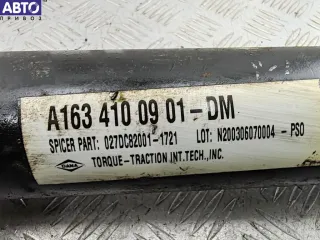 АВТО
ПРИВОЗ
A163 410 09 01-DM
SPICER PART: 027DC82001-1721 LOT: N200306070004 - PSO
DANA
TORQUE-TRACTION INT.TECH.,INC.